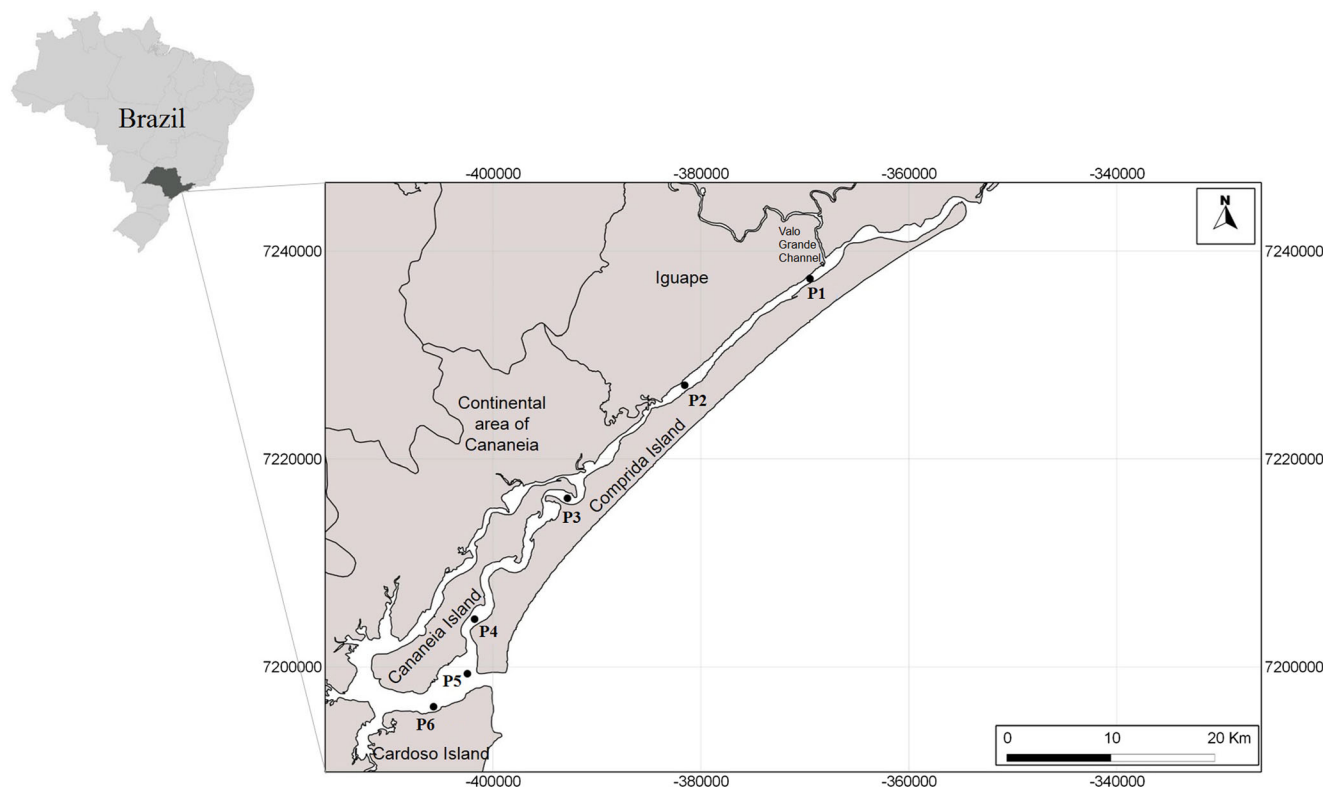 Brazil
-400000
-380000
-360000
-340000
N
Valo
Grande
Channel
7240000
7240000
Iguape
P1
P2
Continental
area of
Cananeia
Comprida Island
7220000
7220000
P3
Cananeia Island
P4
7200000
7200000
P5
P6
Cardoso Island
0
10
20 Km
-400000
-380000
-360000
-340000